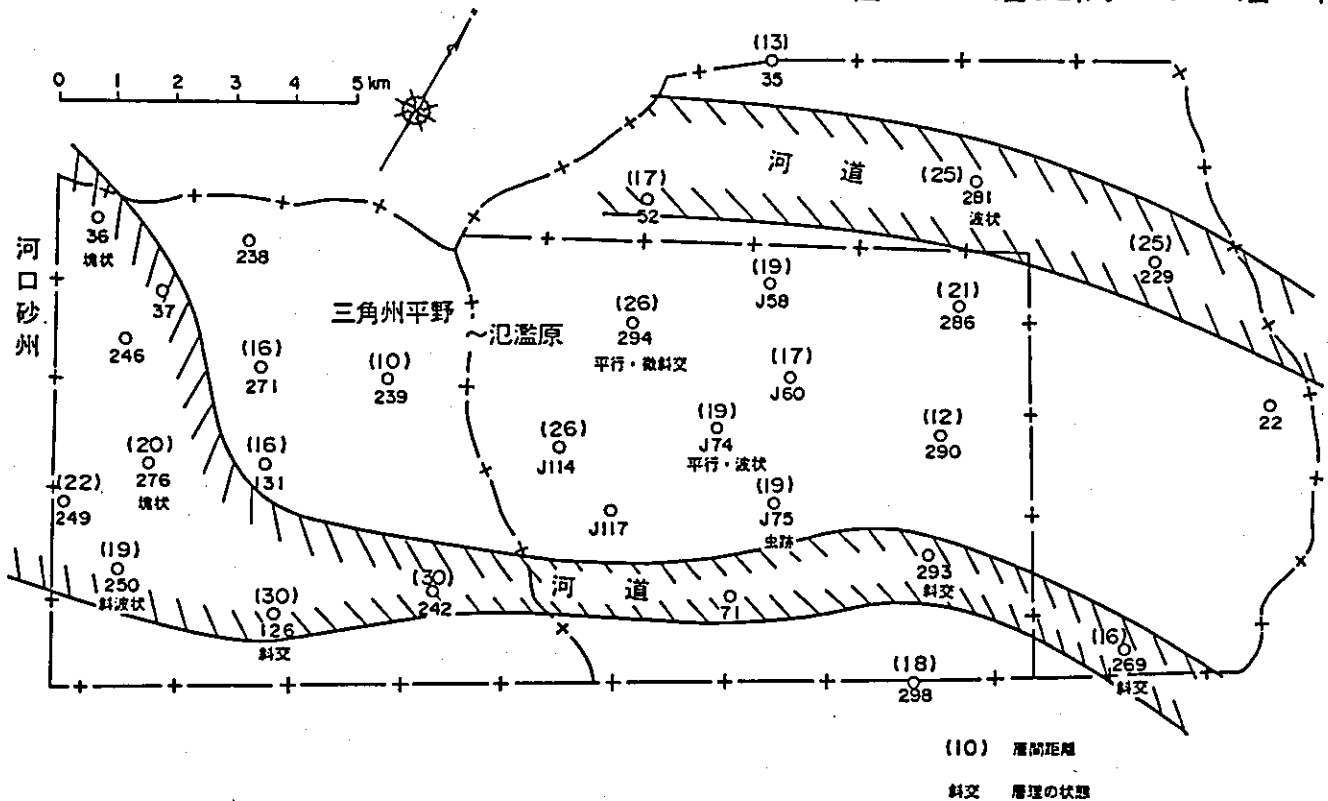 (13)
35
0 1 2 3 4 5 km
河道
(17)
52
(25)
281
波状
(25)
229
36
塊状
238
河口砂州
37
246
三角州平野
～氾濫原
(19)
J58
(26)
294
平行・微斜交
(21)
286
(16)
271
(10)
239
(17)
J60
22
(26)
J114
(19)
J74
平行・波状
(12)
290
(20)
276
塊状
(16)
131
(22)
249
J117
(19)
J75
虫跡
(19)
250
斜波状
(30)
126
斜交
(30)
242
河道
71
293
斜交
(16)
269
斜交
(18)
298
(10) 層間距離
斜交 層理の状態